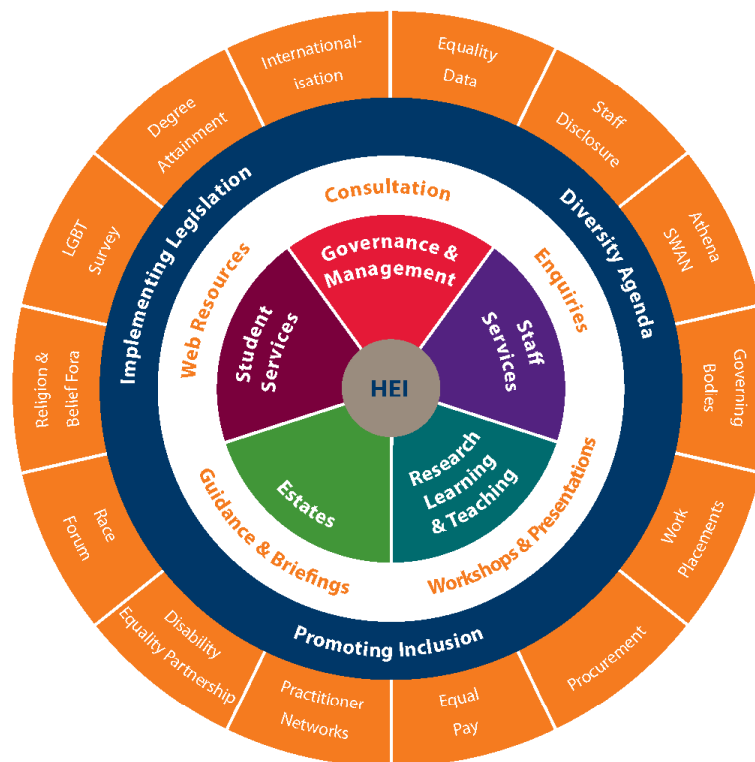 International-
isation
Equality
Data
Staff
Disclosure
Athena
SWAN
Governing
Bodies
Work
Placements
Procurement
Equal
Pay
Practitioner
Networks
Disability
Equality Partnership
Race
Forum
Religion &
Belief Fora
LGBT
Survey
Degree
Attainment
Implementing Legislation
Diversity Agenda
Promoting Inclusion
Consultation
Enquiries
Workshops & Presentations
Guidance & Briefings
Web Resources
Governance &
Management
Staff
Services
Research
Learning
& Teaching
Estates
Student
Services
HEI